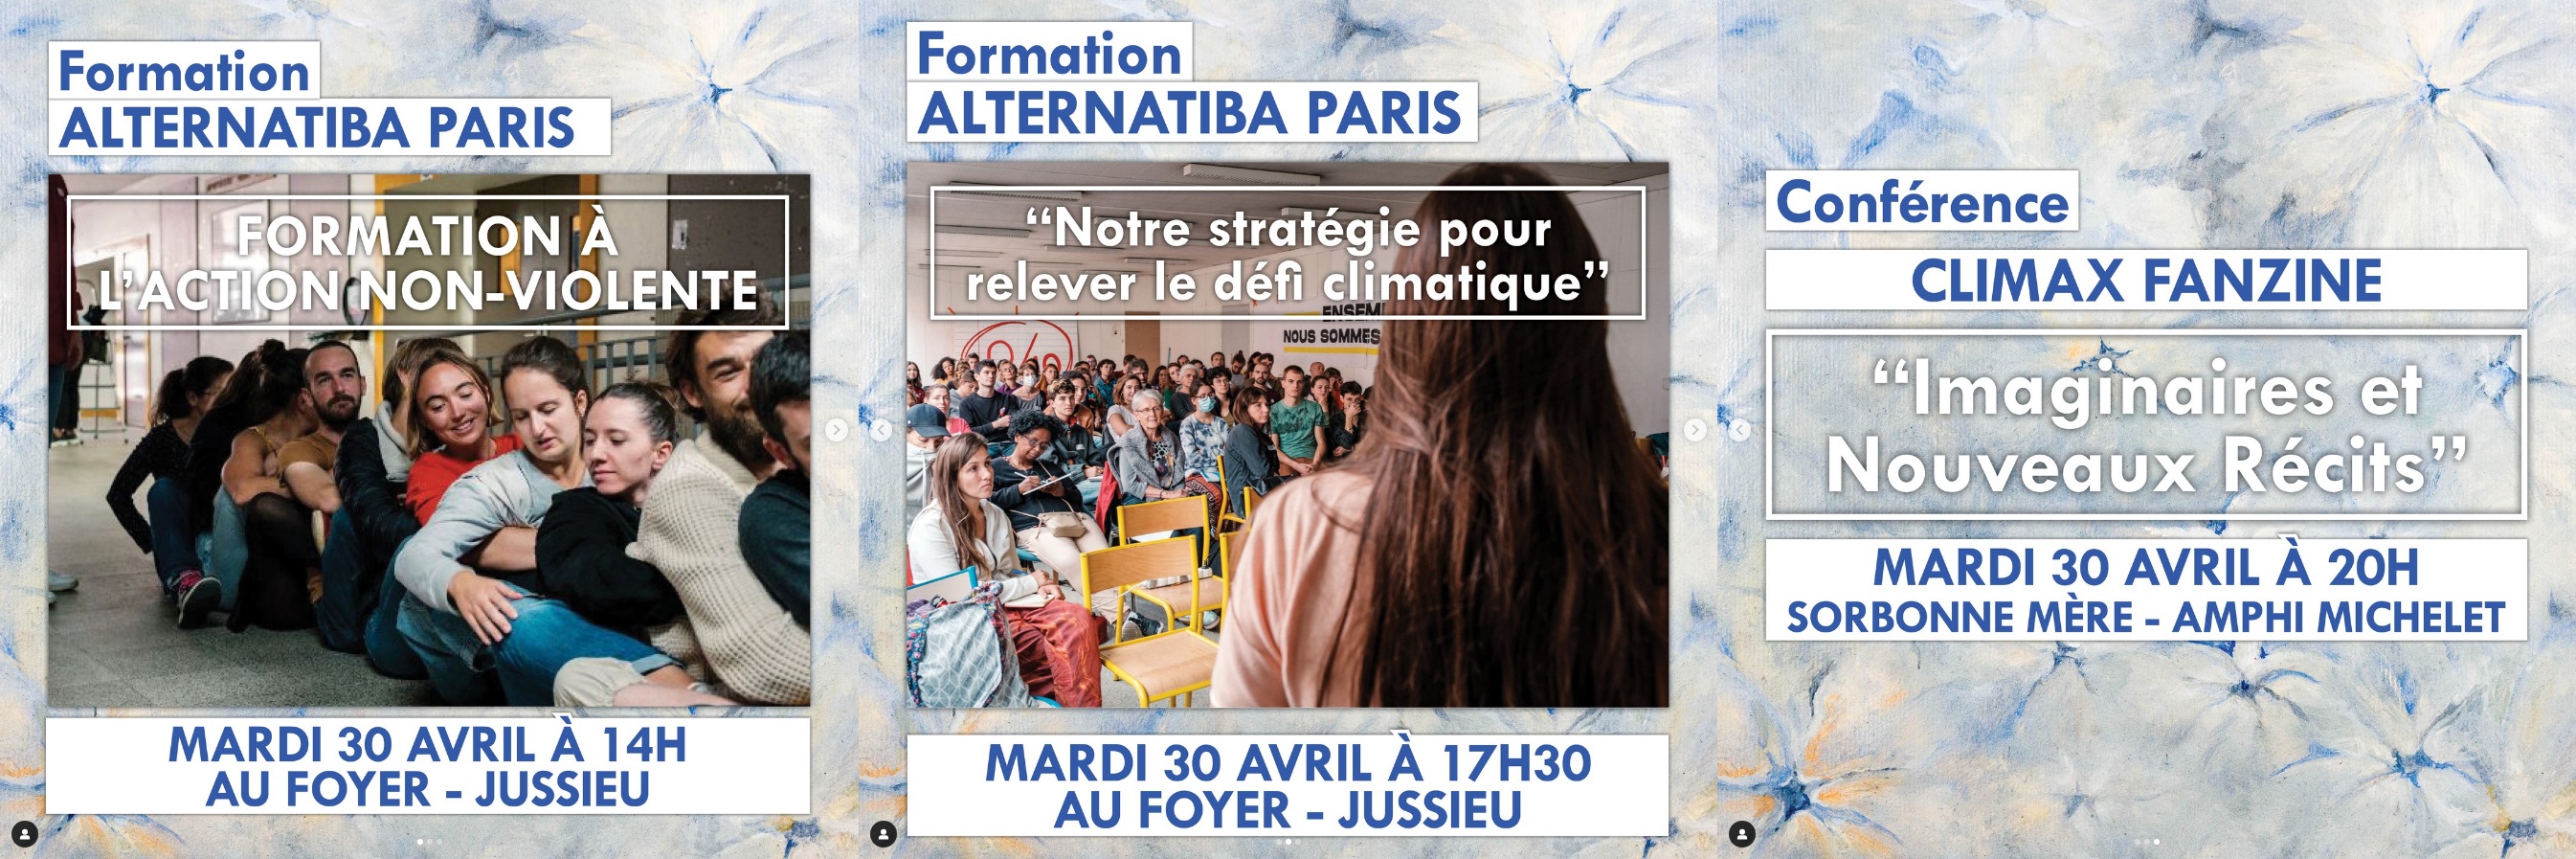 Formation
ALTERNATIBA PARIS
FORMATION À
L'ACTION NON-VIOLENTE
MARDI 30 AVRIL À 14H
AU FOYER - JUSSIEU
Formation
ALTERNATIBA PARIS
“Notre stratégie pour
relever le défi climatique”
ENSEM
NOUS SOMMES
MARDI 30 AVRIL À 17H30
AU FOYER - JUSSIEU
Conférence
CLIMAX FANZINE
“Imaginaires et
Nouveaux Récits”
MARDI 30 AVRIL À 20H
SORBONNE MÈRE - AMPHI MICHELET